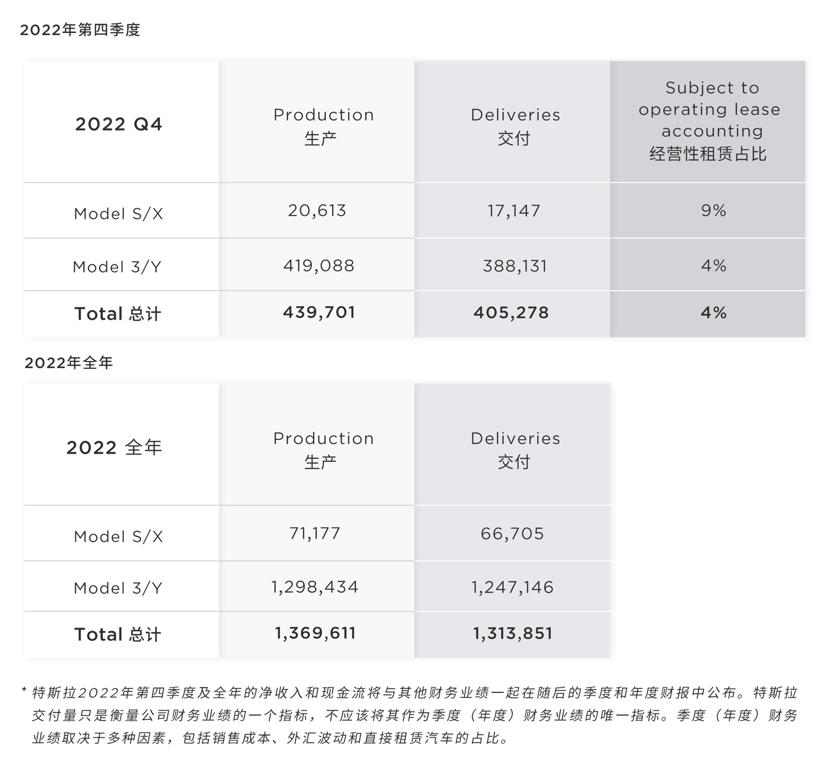 2022年第四季度
2022 Q4
Production
生产
Deliveries
交付
Subject to
operating lease
accounting
经营性租赁占比
Model S/X 20,613 17,147 9%
Model 3/Y 419,088 388,131 4%
Total 总计 439,701 405,278 4%
2022年全年
2022 全年
Production
生产
Deliveries
交付
Model S/X 71,177 66,705
Model 3/Y 1,298,434 1,247,146
Total 总计 1,369,611 1,313,851
* 特斯拉2022年第四季度及全年的净收入和现金流将与其他财务业绩一起在随后的季度和年度财报中公布。特斯拉
交付量只是衡量公司财务业绩的一个指标，不应该将其作为季度（年度）财务业绩的唯一指标。季度（年度）财务
业绩取决于多种因素，包括销售成本、外汇波动和直接租赁汽车的占比。